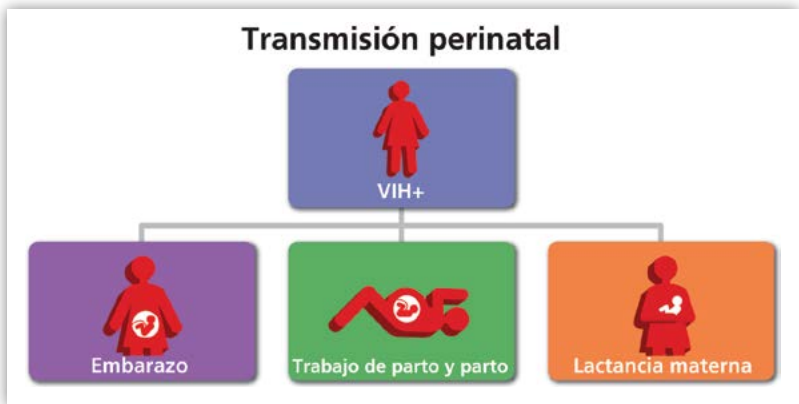 Transmisión perinatal
VIH+
Embarazo
Trabajo de parto y parto
Lactancia materna